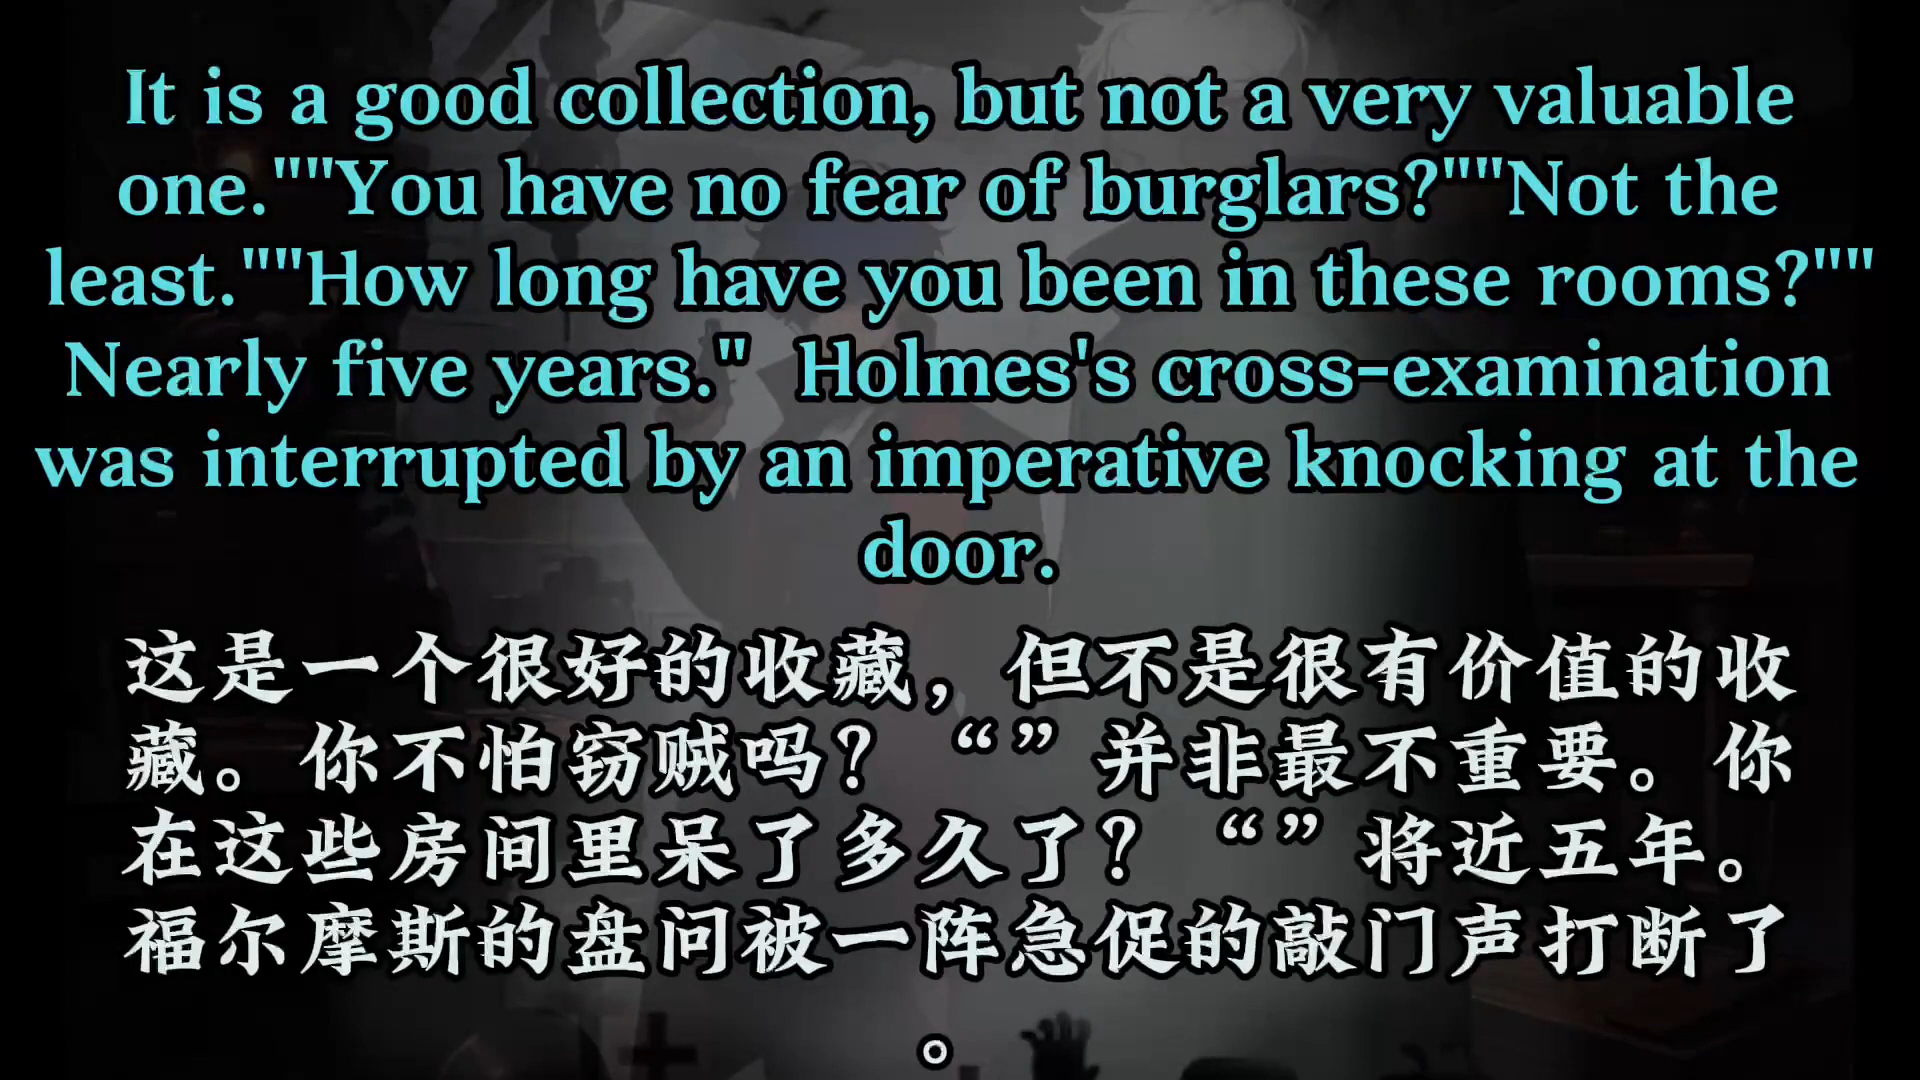 It is a good collection, but not a very valuable
one.""You have no fear of burglars?""Not the
least.""How long have you been in these rooms?""
Nearly five years."  Holmes's cross-examination
was interrupted by an imperative knocking at the
door.
这是一个很好的收藏，但不是很有价值的收
藏。你不怕窃贼吗？“”并非最不重要。你
在这些房间里呆了多久了？“”将近五年。
福尔摩斯的盘问被一阵急促的敲门声打断了
。